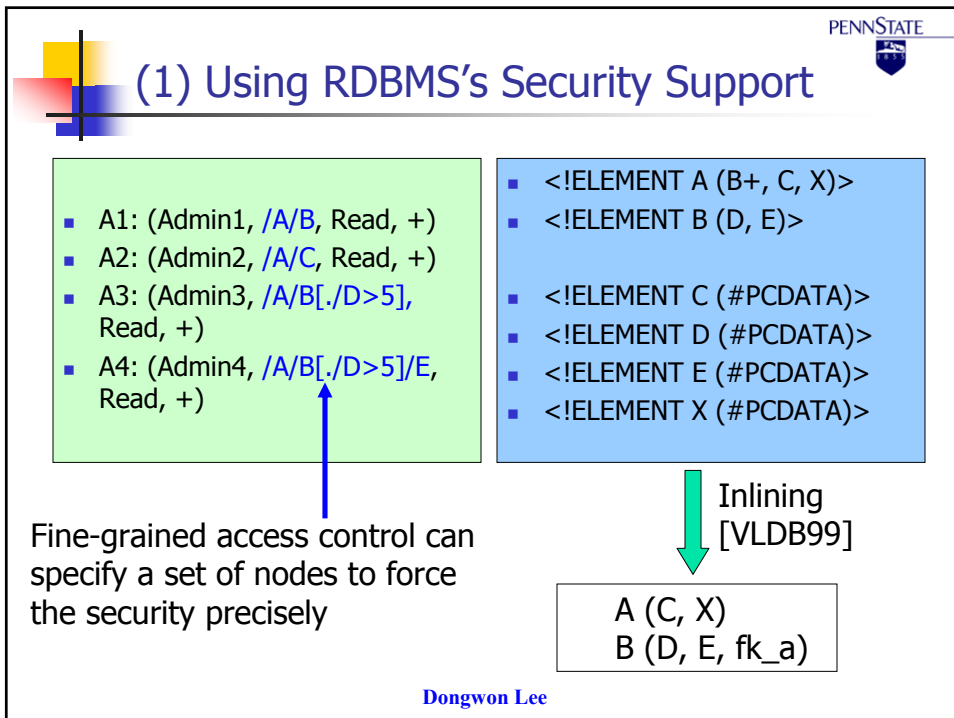 PENNSTATE
1855
(1) Using RDBMS's Security Support
A1: (Admin1, /A/B, Read, +)
A2: (Admin2, /A/C, Read, +)
A3: (Admin3, /A/B[./D>5],
Read, +)
A4: (Admin4, /A/B[./D>5]/E,
Read, +)
<!ELEMENT A (B+, C, X)>
<!ELEMENT B (D, E)>
<!ELEMENT C (#PCDATA)>
<!ELEMENT D (#PCDATA)>
<!ELEMENT E (#PCDATA)>
<!ELEMENT X (#PCDATA)>
Fine-grained access control can
specify a set of nodes to force
the security precisely
Inlining
[VLDB99]
A (C, X)
B (D, E, fk_a)
Dongwon Lee